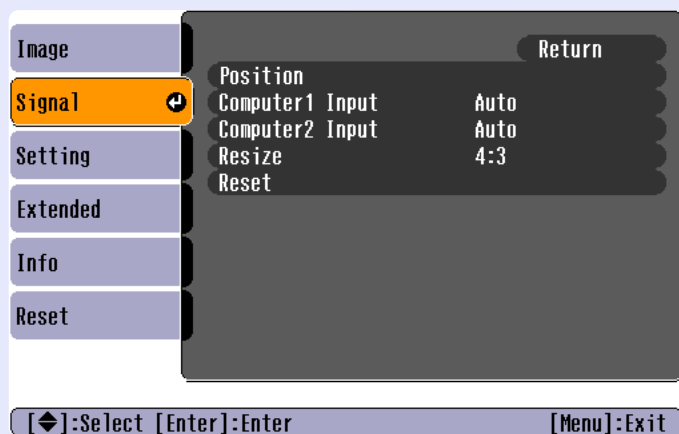 Image
Signal
Setting
Extended
Info
Reset
Return
Position
Computer1 Input Auto
Computer2 Input Auto
Resize 4:3
Reset
[◆]:Select [Enter]:Enter [Menu]:Exit